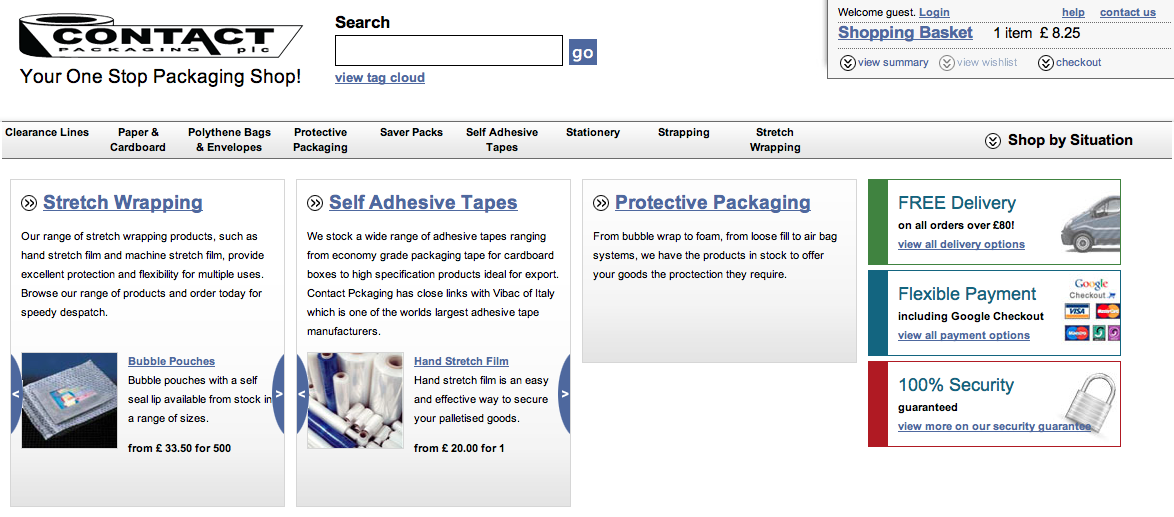 CONTACT
PACKAGING plc
Your One Stop Packaging Shop!
Search
go
view tag cloud
Welcome guest. Login
help
contact us
Shopping Basket
1 item £ 8.25
view summary
view wishlist
checkout
Clearance Lines
Paper &
Cardboard
Polythene Bags
& Envelopes
Protective
Packaging
Saver Packs
Self Adhesive
Tapes
Stationery
Strapping
Stretch
Wrapping
Shop by Situation
Stretch Wrapping
Our range of stretch wrapping products, such as
hand stretch film and machine stretch film, provide
excellent protection and flexibility for multiple uses.
Browse our range of products and order today for
speedy despatch.
<
Bubble Pouches
Bubble pouches with a self
seal lip available from stock in
a range of sizes.
from £ 33.50 for 500
>
Self Adhesive Tapes
We stock a wide range of adhesive tapes ranging
from economy grade packaging tape for cardboard
boxes to high specification products ideal for export.
Contact Pckaging has close links with Vibac of Italy
which is one of the worlds largest adhesive tape
manufacturers.
<
Hand Stretch Film
Hand stretch film is an easy
and effective way to secure
your palletised goods.
from £ 20.00 for 1
>
Protective Packaging
From bubble wrap to foam, from loose fill to air bag
systems, we have the products in stock to offer
your goods the proctection they require.
FREE Delivery
on all orders over £80!
view all delivery options
Flexible Payment
including Google Checkout
view all payment options
Google
Checkout
VISA
MasterCard
Maestro
100% Security
guaranteed
view more on our security guarantee